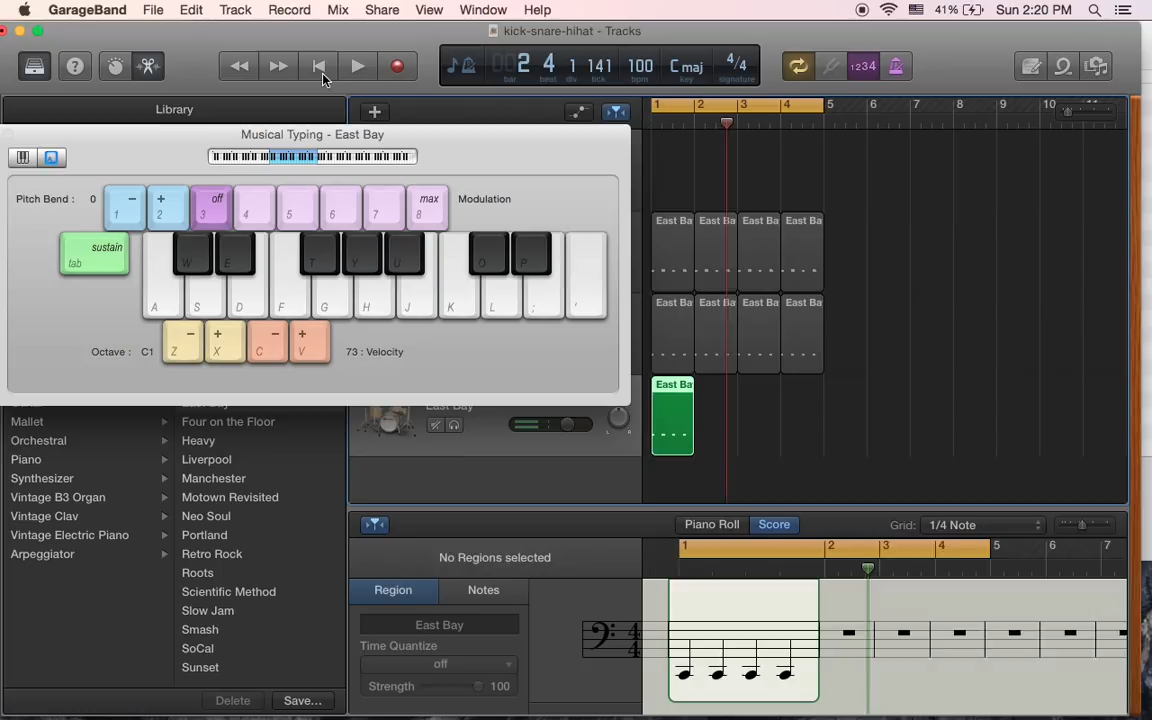 GarageBand File Edit Track Record Mix Share View Window Help 41% Sun 2:20 PM
kick-snare-hihat - Tracks
2 4 1 141 100 C maj 4/4
bar beat div tick tempo key signature
1234
Library
1 2 3 4 5 6 7 8 9 10 11
Musical Typing - East Bay
Pitch Bend : 0
− 1
+ 2
off 3
4
5
6
7
max 8
Modulation
sustain
tab
W E T Y U O P
A S D F G H J K L ; '
Octave : C1
− Z
+ X
− C
+ V
73 : Velocity
East Ba East Ba East Ba East Ba
East Ba East Ba East Ba East Ba
East Ba
East Bay
L R
Mallet
Orchestral
Piano
Synthesizer
Vintage B3 Organ
Vintage Clav
Vintage Electric Piano
Arpeggiator
East Bay
Four on the Floor
Heavy
Liverpool
Manchester
Motown Revisited
Neo Soul
Portland
Retro Rock
Roots
Scientific Method
Slow Jam
Smash
SoCal
Sunset
Delete Save...
Piano Roll Score Grid: 1/4 Note
No Regions selected
1 2 3 4 5 6 7
Region Notes
East Bay
Time Quantize
off
Strength 100
4
4